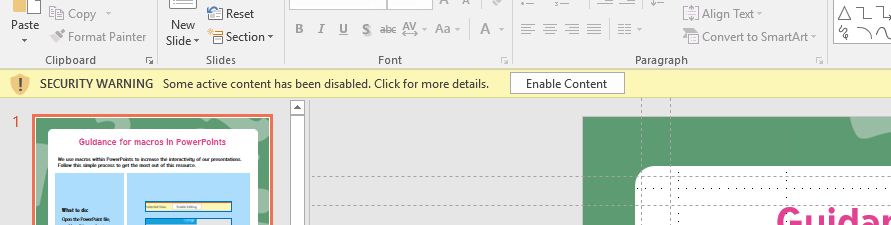 Paste
Copy
Format Painter
Clipboard
New
Slide
Reset
Section
Slides
B I U S abc AV Aa A
Font
Paragraph
Align Text
Convert to SmartArt
SECURITY WARNING Some active content has been disabled. Click for more details. Enable Content
1
Guidance for macros in PowerPoints
We use macros within PowerPoints to increase the interactivity of our presentations.
Follow this simple process to get the most out of this resource.
What to do:
Open the PowerPoint file,
Enable Editing
Guidar